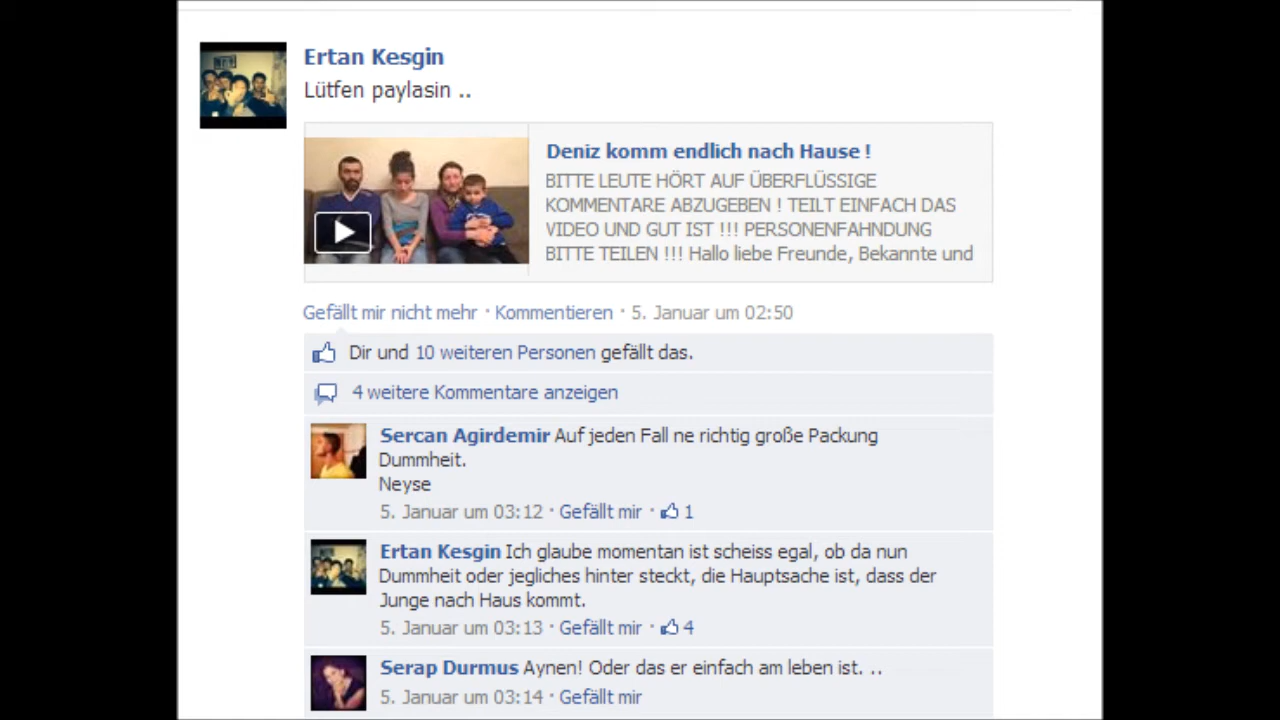 Ertan Kesgin
Lütfen paylasin ..
Deniz komm endlich nach Hause !
BITTE LEUTE HÖRT AUF ÜBERFLÜSSIGE
KOMMENTARE ABZUGEBEN ! TEILT EINFACH DAS
VIDEO UND GUT IST !!! PERSONENFAHNDUNG
BITTE TEILEN !!! Hallo liebe Freunde, Bekannte und
Gefällt mir nicht mehr · Kommentieren · 5. Januar um 02:50
Dir und 10 weiteren Personen gefällt das.
4 weitere Kommentare anzeigen
Sercan Agirdemir Auf jeden Fall ne richtig große Packung
Dummheit.
Neyse
5. Januar um 03:12 · Gefällt mir · 1
Ertan Kesgin Ich glaube momentan ist scheiss egal, ob da nun
Dummheit oder jegliches hinter steckt, die Hauptsache ist, dass der
Junge nach Haus kommt.
5. Januar um 03:13 · Gefällt mir · 4
Serap Durmus Aynen! Oder das er einfach am leben ist. ..
5. Januar um 03:14 · Gefällt mir